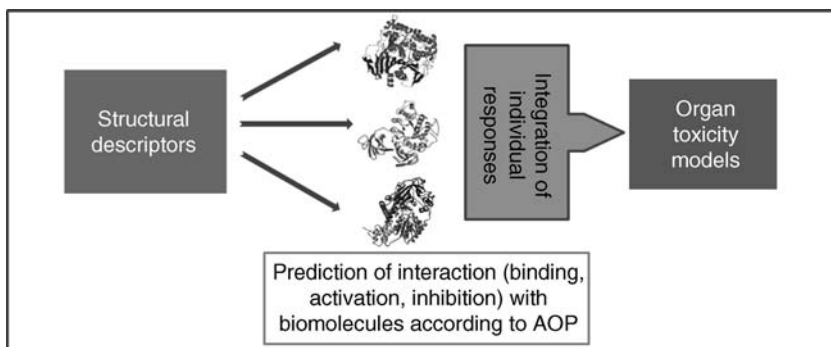 Structural
descriptors
Integration of
individual
responses
Organ
toxicity
models
Prediction of interaction (binding,
activation, inhibition) with
biomolecules according to AOP